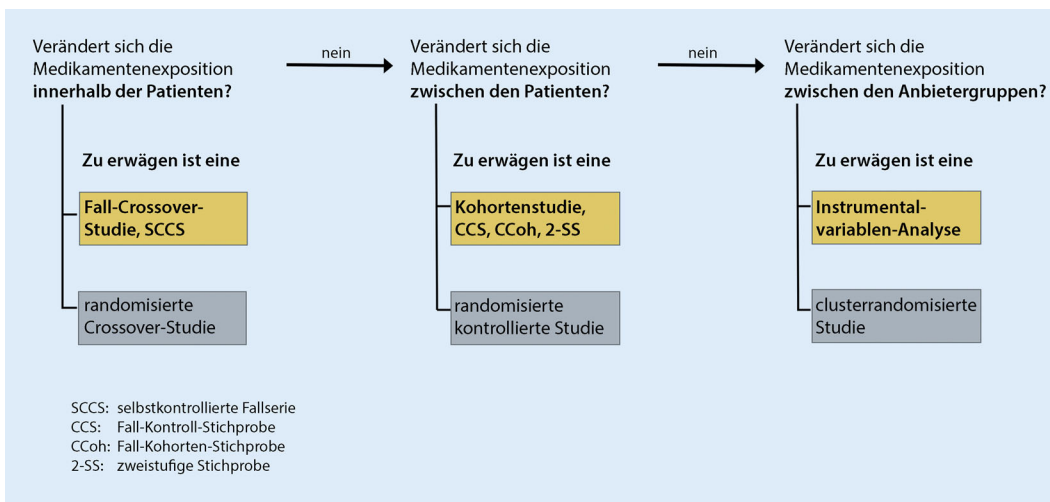 Verändert sich die
Medikamentenexposition
innerhalb der Patienten?
nein
Verändert sich die
Medikamentenexposition
zwischen den Patienten?
nein
Verändert sich die
Medikamentenexposition
zwischen den Anbietergruppen?
Zu erwägen ist eine
Fall-Crossover-
Studie, SCCS
randomisierte
Crossover-Studie
Zu erwägen ist eine
Kohortenstudie,
CCS, CCoh, 2-SS
randomisierte
kontrollierte Studie
Zu erwägen ist eine
Instrumental-
variablen-Analyse
clusterrandomisierte
Studie
SCCS: selbstkontrollierte Fallserie
CCS: Fall-Kontroll-Stichprobe
CCoh: Fall-Kohorten-Stichprobe
2-SS: zweistufige Stichprobe